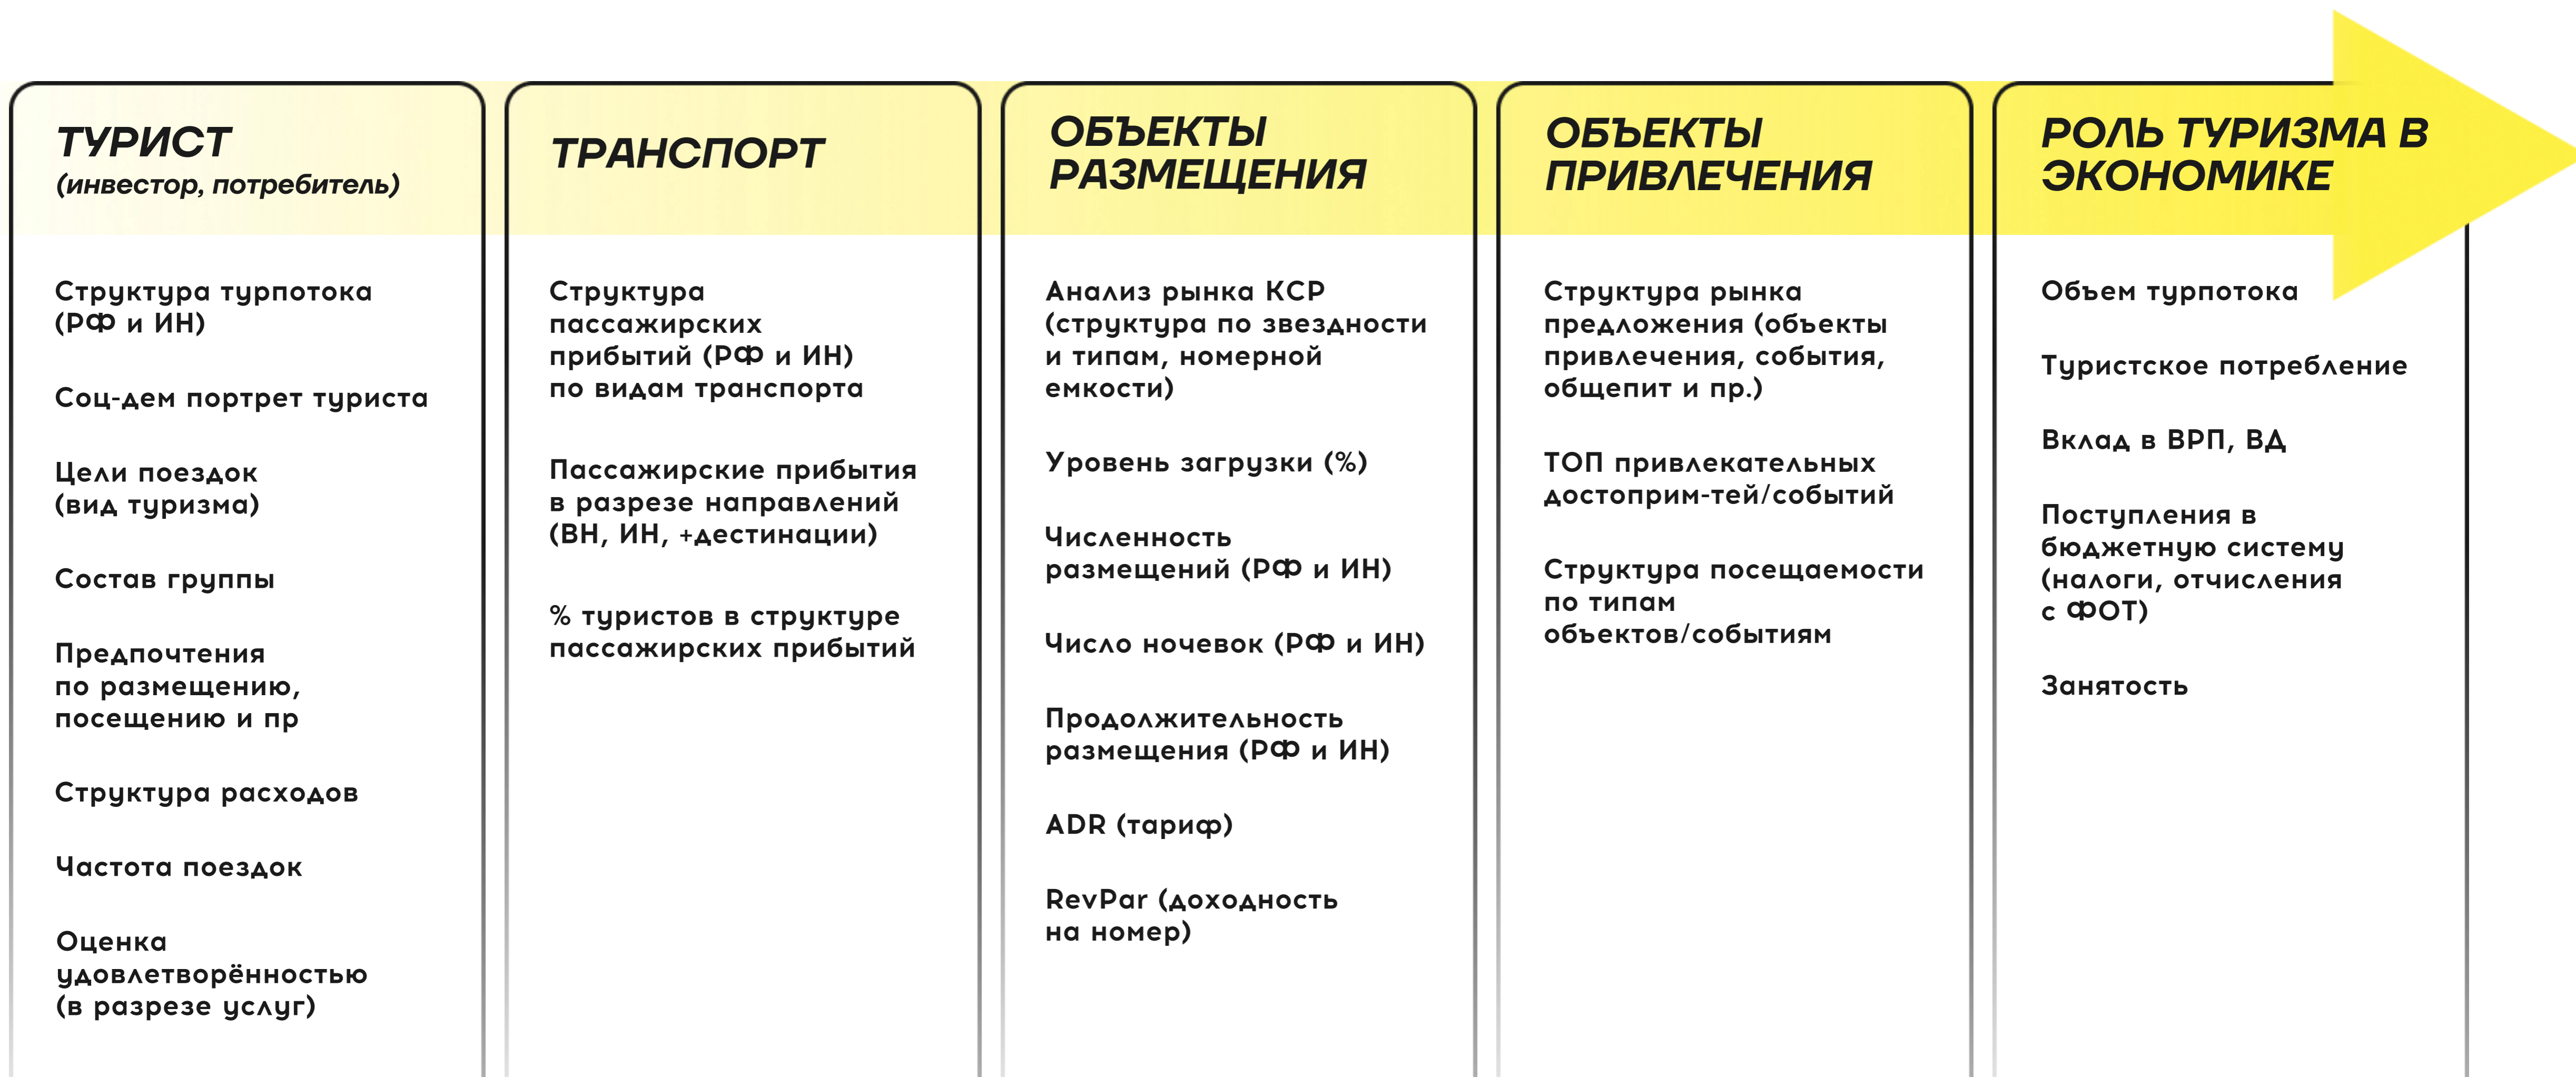 ТУРИСТ
(инвестор, потребитель)
Структура турпотока
(РФ и ИН)
Соц-дем портрет туриста
Цели поездок
(вид туризма)
Состав группы
Предпочтения
по размещению,
посещению и пр
Структура расходов
Частота поездок
Оценка
удовлетворённостью
(в разрезе услуг)
ТРАНСПОРТ
Структура
пассажирских
прибытий (РФ и ИН)
по видам транспорта
Пассажирские прибытия
в разрезе направлений
(ВН, ИН, +дестинации)
% туристов в структуре
пассажирских прибытий
ОБЪЕКТЫ
РАЗМЕЩЕНИЯ
Анализ рынка КСР
(структура по звездности
и типам, номерной
емкости)
Уровень загрузки (%)
Численность
размещений (РФ и ИН)
Число ночевок (РФ и ИН)
Продолжительность
размещения (РФ и ИН)
ADR (тариф)
RevPar (доходность
на номер)
ОБЪЕКТЫ
ПРИВЛЕЧЕНИЯ
Структура рынка
предложения (объекты
привлечения, события,
общепит и пр.)
ТОП привлекательных
достоприм-тей/событий
Структура посещаемости
по типам
объектов/событиям
РОЛЬ ТУРИЗМА В
ЭКОНОМИКЕ
Объем турпотока
Туристское потребление
Вклад в ВРП, ВД
Поступления в
бюджетную систему
(налоги, отчисления
с ФОТ)
Занятость